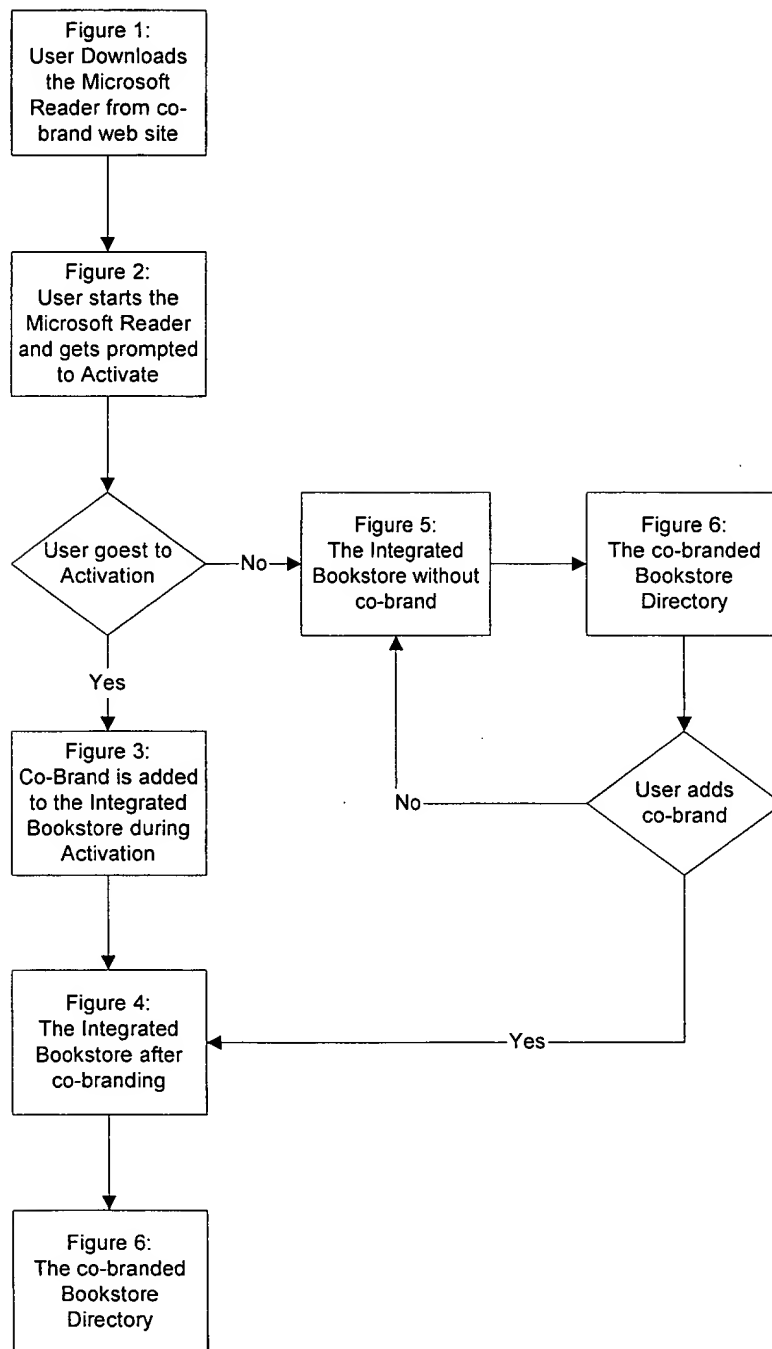 Figure 1:
User Downloads
the Microsoft
Reader from co-
brand web site
Figure 2:
User starts the
Microsoft Reader
and gets prompted
to Activate
User goest to
Activation
No
Figure 5:
The Integrated
Bookstore without
co-brand
Figure 6:
The co-branded
Bookstore
Directory
Yes
Figure 3:
Co-Brand is added
to the Integrated
Bookstore during
Activation
User adds
co-brand
No
Figure 4:
The Integrated
Bookstore after
co-branding
Yes
Figure 6:
The co-branded
Bookstore
Directory